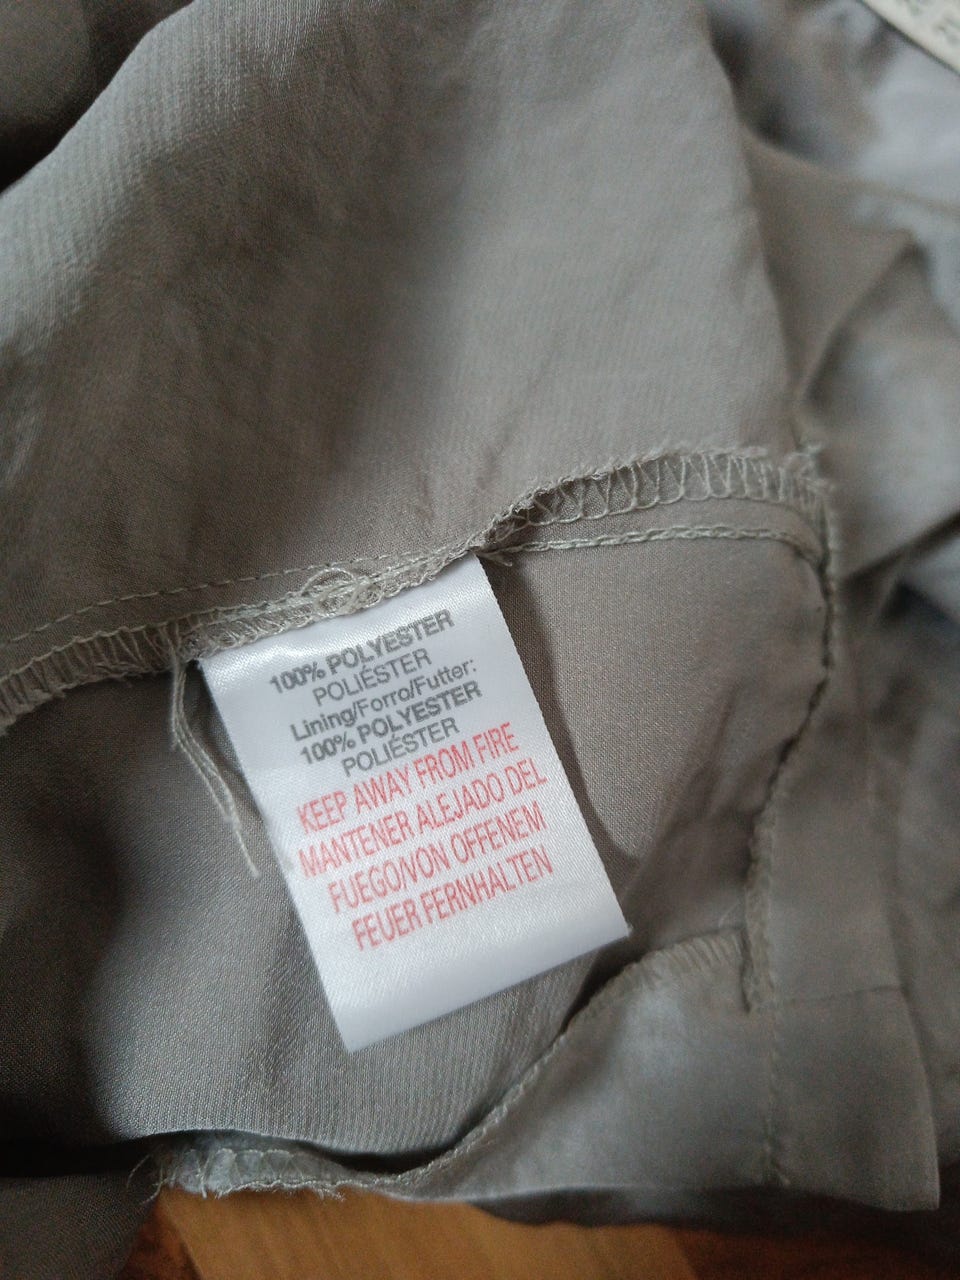 100% POLYESTER
POLIÉSTER
Lining/Forro/Futter:
100% POLYESTER
POLIÉSTER
KEEP AWAY FROM FIRE
MANTENER ALEJADO DEL
FUEGO/VON OFFENEM
FEUER FERNHALTEN